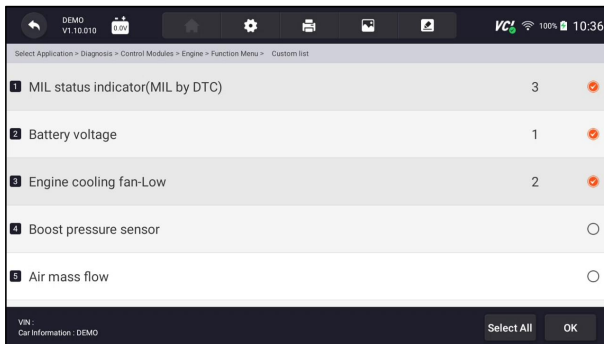 DEMO
V1.10.010
0.0V
VCI 100% 10:36
Select Application > Diagnosis > Control Modules > Engine > Function Menu > Custom list
1 MIL status indicator(MIL by DTC) 3
2 Battery voltage 1
3 Engine cooling fan-Low 2
4 Boost pressure sensor
5 Air mass flow
VIN :
Car Information : DEMO
Select All OK